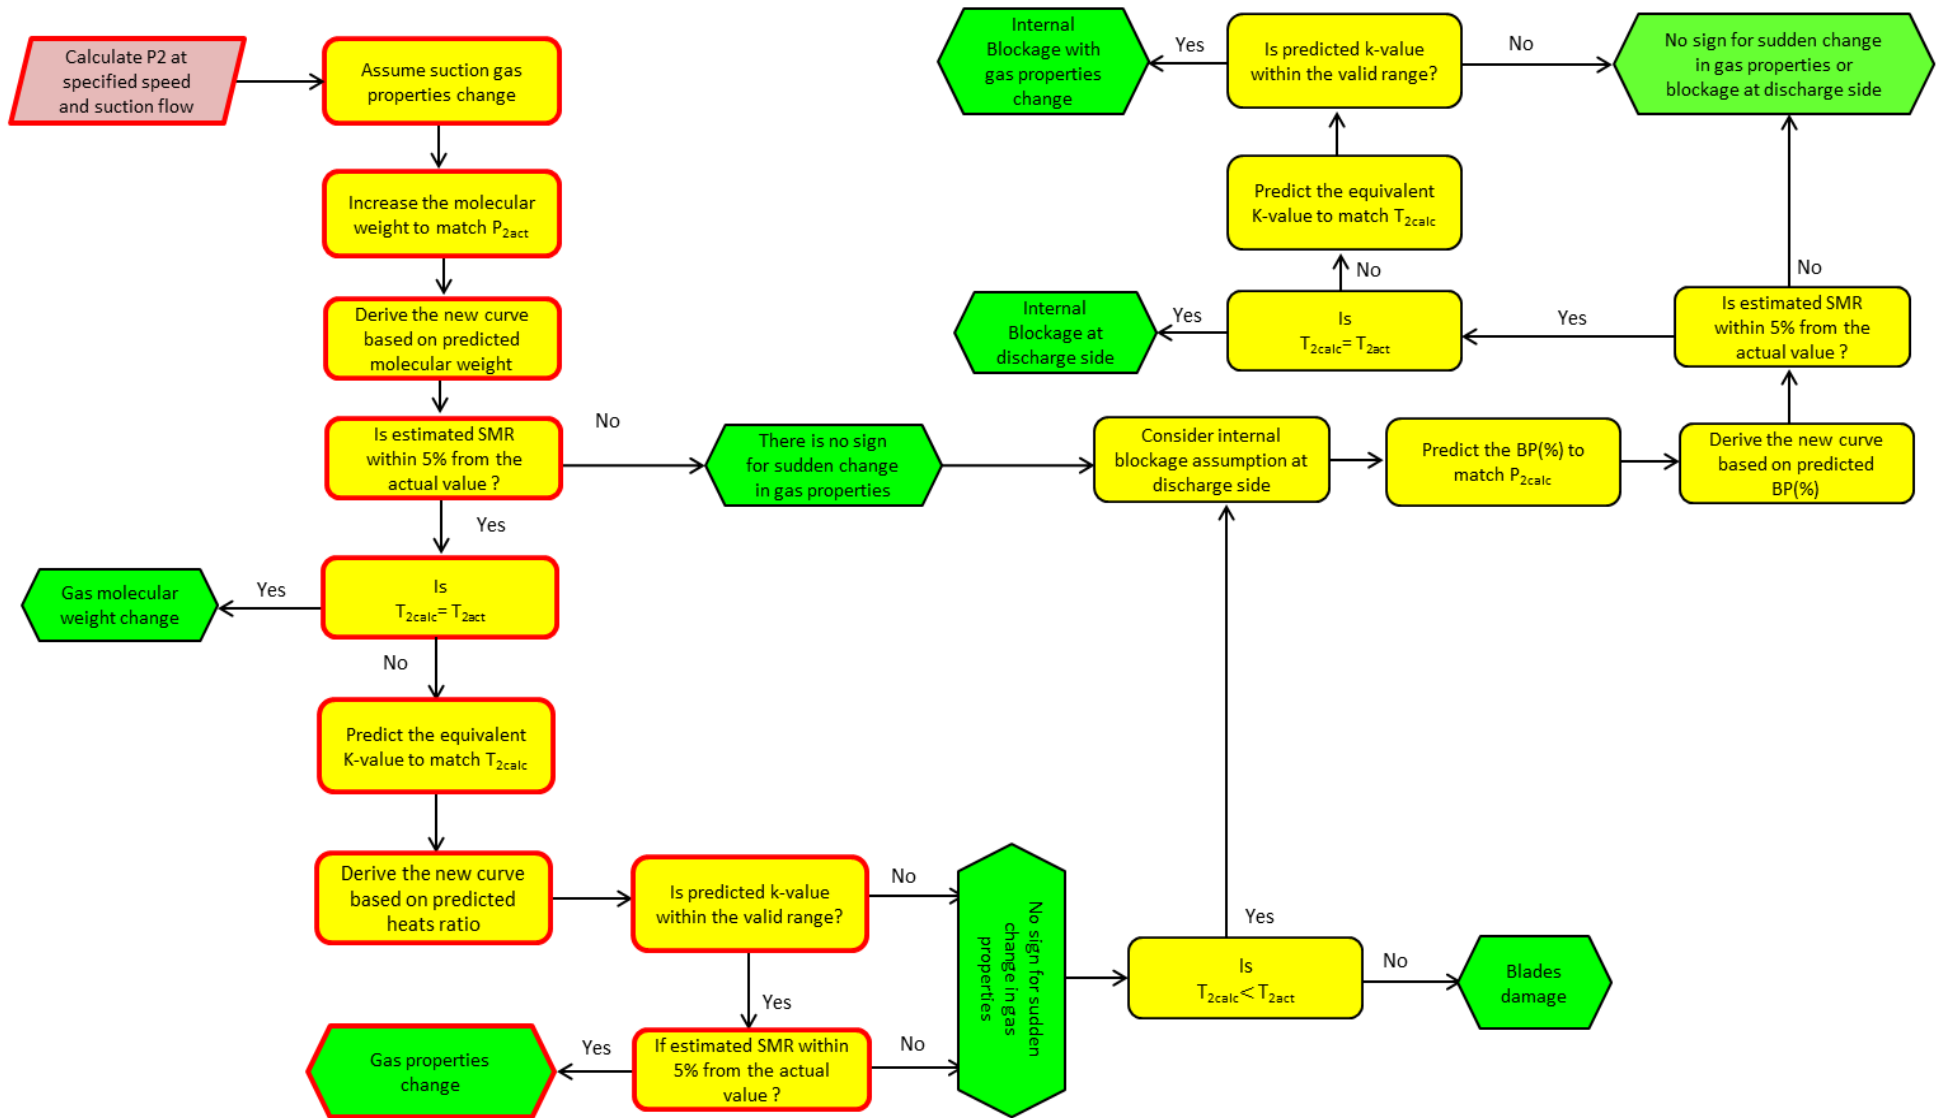 Calculate P2 at
specified speed
and suction flow
Assume suction gas
properties change
Increase the molecular
weight to match P2act
Derive the new curve
based on predicted
molecular weight
Is estimated SMR
within 5% from the
actual value ?
No
Yes
Is
T2calc= T2act
Yes
Gas molecular
weight change
No
Predict the equivalent
K-value to match T2calc
Derive the new curve
based on predicted
heats ratio
Is predicted k-value
within the valid range?
No
Yes
If estimated SMR within
5% from the actual
value ?
Yes
Gas properties
change
No
No sign for sudden
change in gas
properties
Is
T2calc< T2act
No
Blades
damage
Yes
There is no sign
for sudden change
in gas properties
Consider internal
blockage assumption at
discharge side
Predict the BP(%) to
match P2calc
Derive the new curve
based on predicted
BP(%)
Is estimated SMR
within 5% from the
actual value ?
No
Yes
Is
T2calc= T2act
Yes
Internal
Blockage at
discharge side
No
Predict the equivalent
K-value to match T2calc
Is predicted k-value
within the valid range?
Yes
Internal
Blockage with
gas properties
change
No
No sign for sudden change
in gas properties or
blockage at discharge side